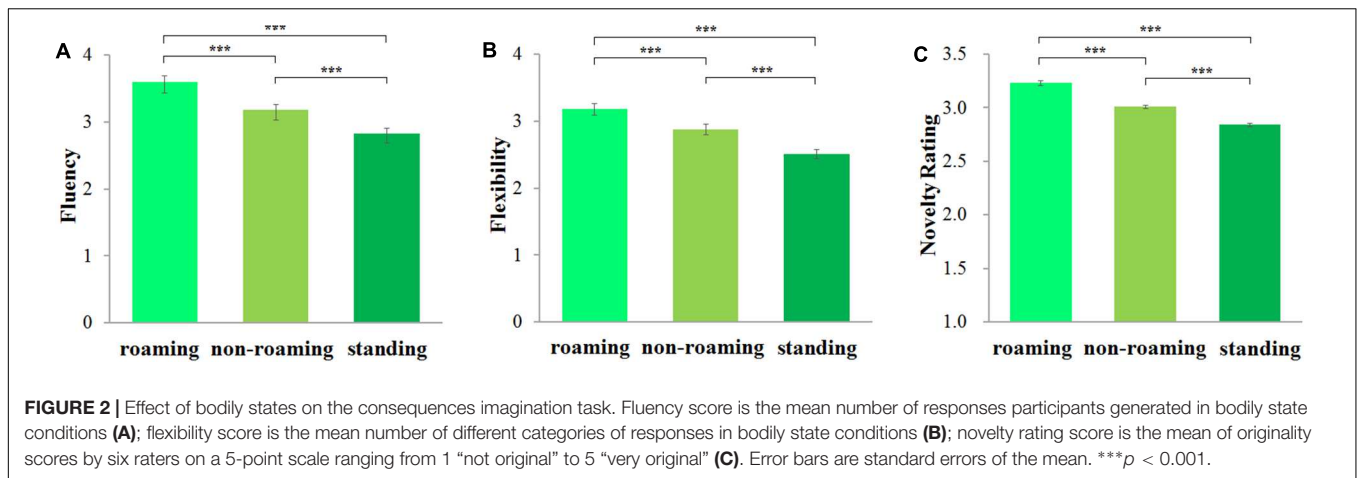 A
***
***
***
4
3
2
1
0
Fluency
roaming non-roaming standing
B
***
***
***
4
3
2
1
0
Flexibility
roaming non-roaming standing
C
***
***
***
3.5
3.0
2.5
2.0
1.5
1.0
Novelty Rating
roaming non-roaming standing
FIGURE 2 | Effect of bodily states on the consequences imagination task. Fluency score is the mean number of responses participants generated in bodily state
conditions (A); flexibility score is the mean number of different categories of responses in bodily state conditions (B); novelty rating score is the mean of originality
scores by six raters on a 5-point scale ranging from 1 “not original” to 5 “very original” (C). Error bars are standard errors of the mean. ***p < 0.001.